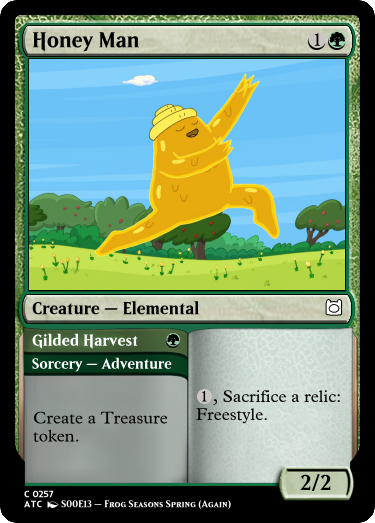 Honey Man 1
Creature — Elemental
Gilded Harvest
Sorcery — Adventure
Create a Treasure
token.
1, Sacrifice a relic:
Freestyle.
2/2
C 0257
ATC S00E13 – Frog Seasons Spring (Again)